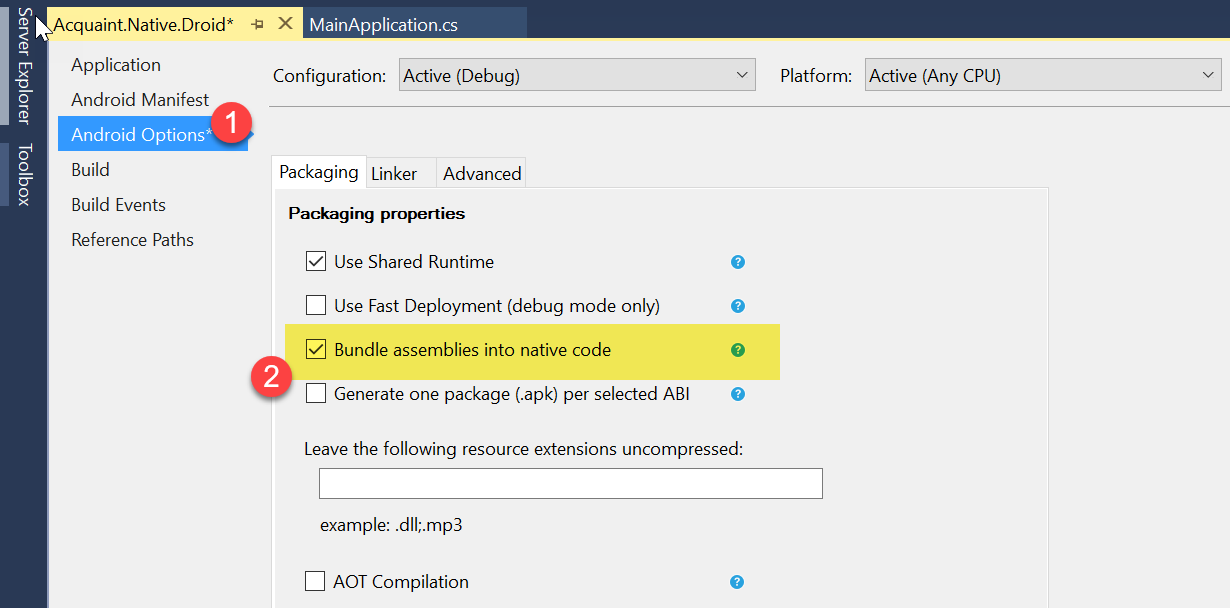 Server Explorer
Toolbox
Acquaint.Native.Droid*
MainApplication.cs
Application
Android Manifest
Android Options*
1
Build
Build Events
Reference Paths
Configuration: Active (Debug) Platform: Active (Any CPU)
Packaging Linker Advanced
Packaging properties
Use Shared Runtime ?
Use Fast Deployment (debug mode only) ?
Bundle assemblies into native code ?
2
Generate one package (.apk) per selected ABI ?
Leave the following resource extensions uncompressed:
example: .dll;.mp3
AOT Compilation ?